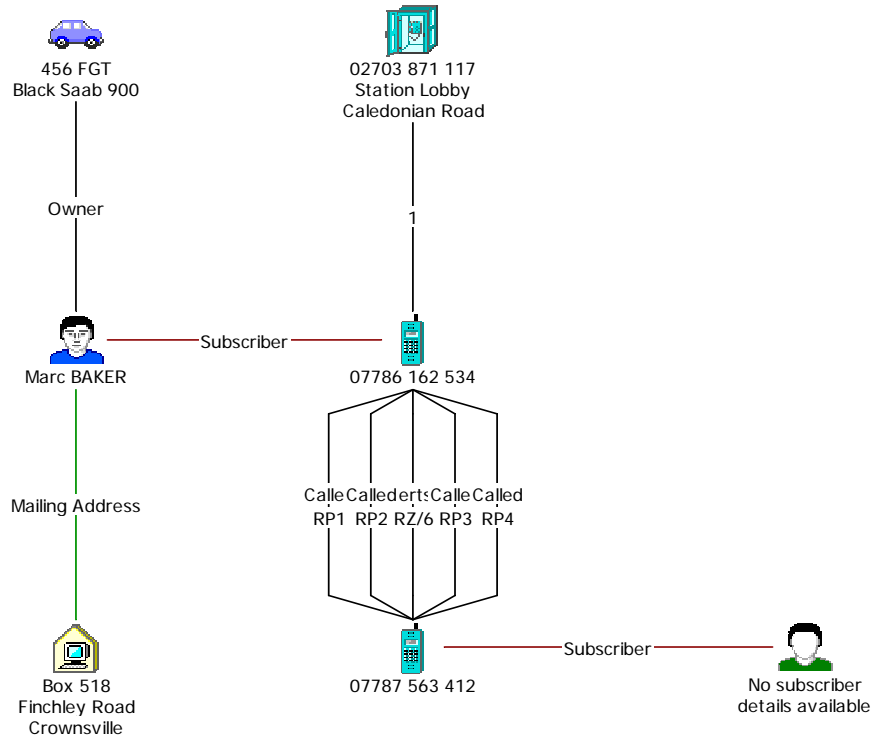 456 FGT
Black Saab 900
02703 871 117
Station Lobby
Caledonian Road
Owner
1
Subscriber
Marc BAKER
07786 162 534
Mailing Address
Called Called
RP1 RP2 RZ/6 RP3 RP4
Subscriber
Box 518
Finchley Road
Crownsville
07787 563 412
No subscriber
details available